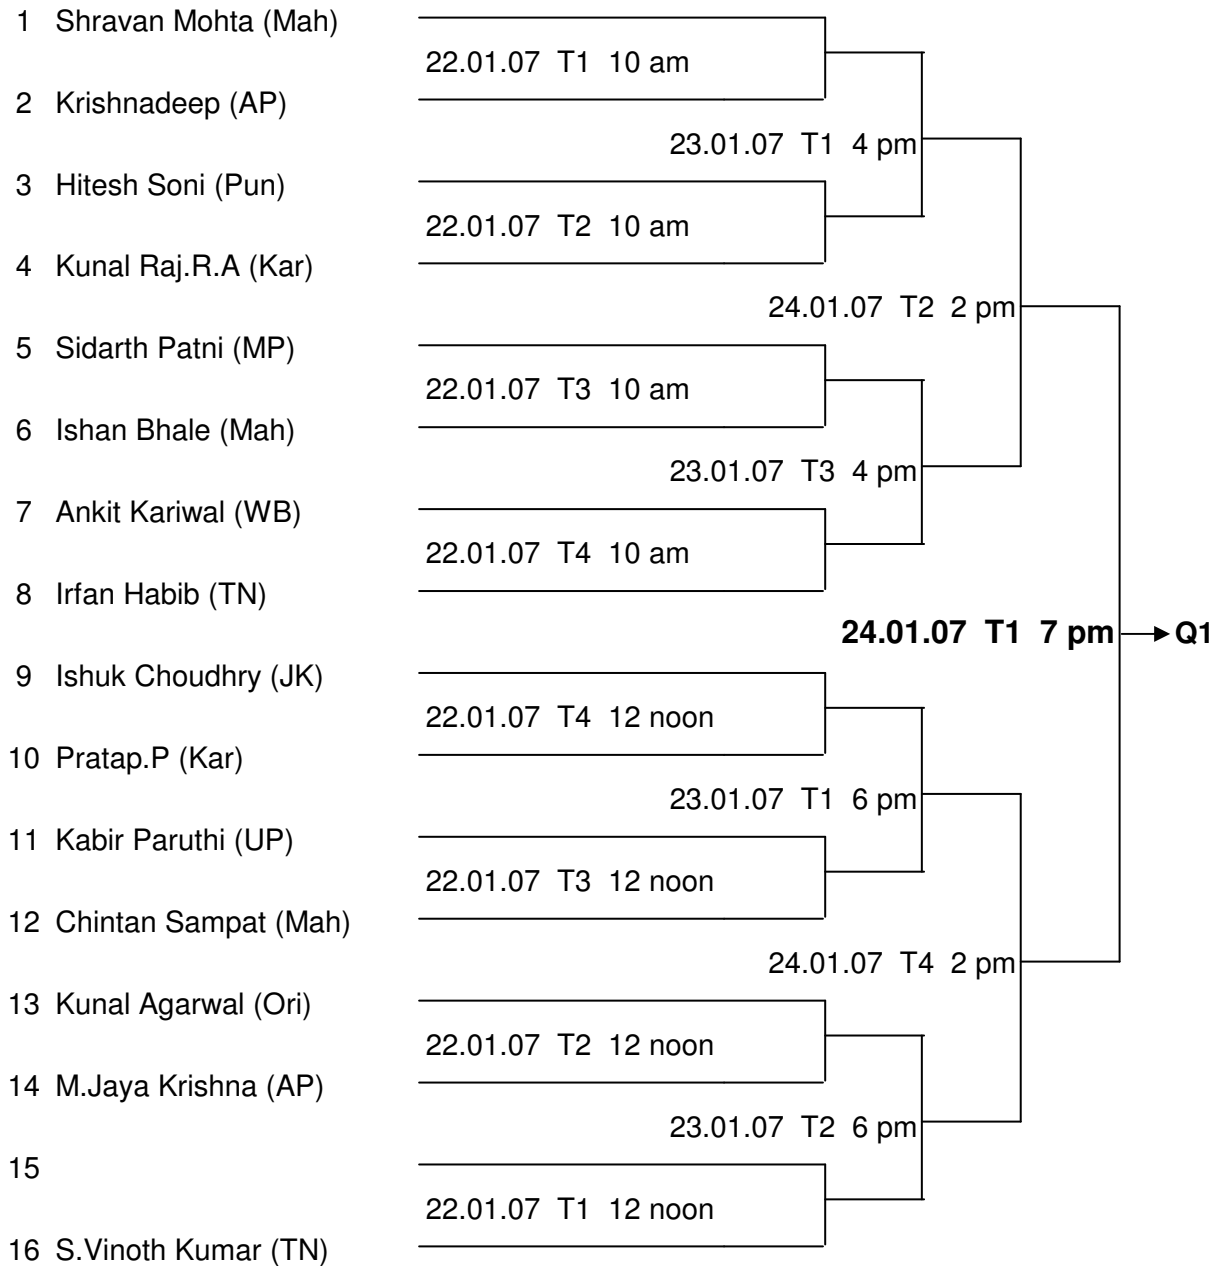 1 Shravan Mohta (Mah)
22.01.07 T1 10 am
2 Krishnadeep (AP)
23.01.07 T1 4 pm
3 Hitesh Soni (Pun)
22.01.07 T2 10 am
4 Kunal Raj.R.A (Kar)
24.01.07 T2 2 pm
5 Sidarth Patni (MP)
22.01.07 T3 10 am
6 Ishan Bhale (Mah)
23.01.07 T3 4 pm
7 Ankit Kariwal (WB)
22.01.07 T4 10 am
8 Irfan Habib (TN)
24.01.07 T1 7 pm Q1
9 Ishuk Choudhry (JK)
22.01.07 T4 12 noon
10 Pratap.P (Kar)
23.01.07 T1 6 pm
11 Kabir Paruthi (UP)
22.01.07 T3 12 noon
12 Chintan Sampat (Mah)
24.01.07 T4 2 pm
13 Kunal Agarwal (Ori)
22.01.07 T2 12 noon
14 M.Jaya Krishna (AP)
23.01.07 T2 6 pm
15
22.01.07 T1 12 noon
16 S.Vinoth Kumar (TN)